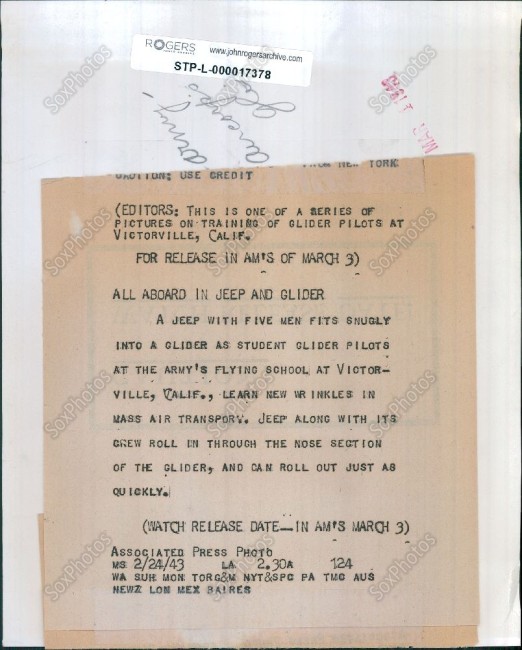 ROGERS
www.johnrogersarchive.com
STP-L-000017378
MAR
army
FROM NEW YORK
CAUTION: USE CREDIT
(EDITORS: THIS IS ONE OF A SERIES OF
PICTURES ON TRAINING OF GLIDER PILOTS AT
VICTORVILLE, CALIF.
FOR RELEASE IN AM'S OF MARCH 3)
ALL ABOARD IN JEEP AND GLIDER
A JEEP WITH FIVE MEN FITS SNUGLY
INTO A GLIDER AS STUDENT GLIDER PILOTS
AT THE ARMY'S FLYING SCHOOL AT VICTOR-
VILLE, CALIF., LEARN NEW WRINKLES IN
MASS AIR TRANSPORT. JEEP ALONG WITH ITS
CREW ROLL IN THROUGH THE NOSE SECTION
OF THE GLIDER, AND CAN ROLL OUT JUST AS
QUICKLY.
(WATCH RELEASE DATE—IN AM'S MARCH 3)
ASSOCIATED PRESS PHOTO
MS 2/24/43 LA 2.30A 124
WA SUH MON TORG&M NYT&SPC PA TMC AUS
NEWZ LON MEX BAIRES
SoxPhotos